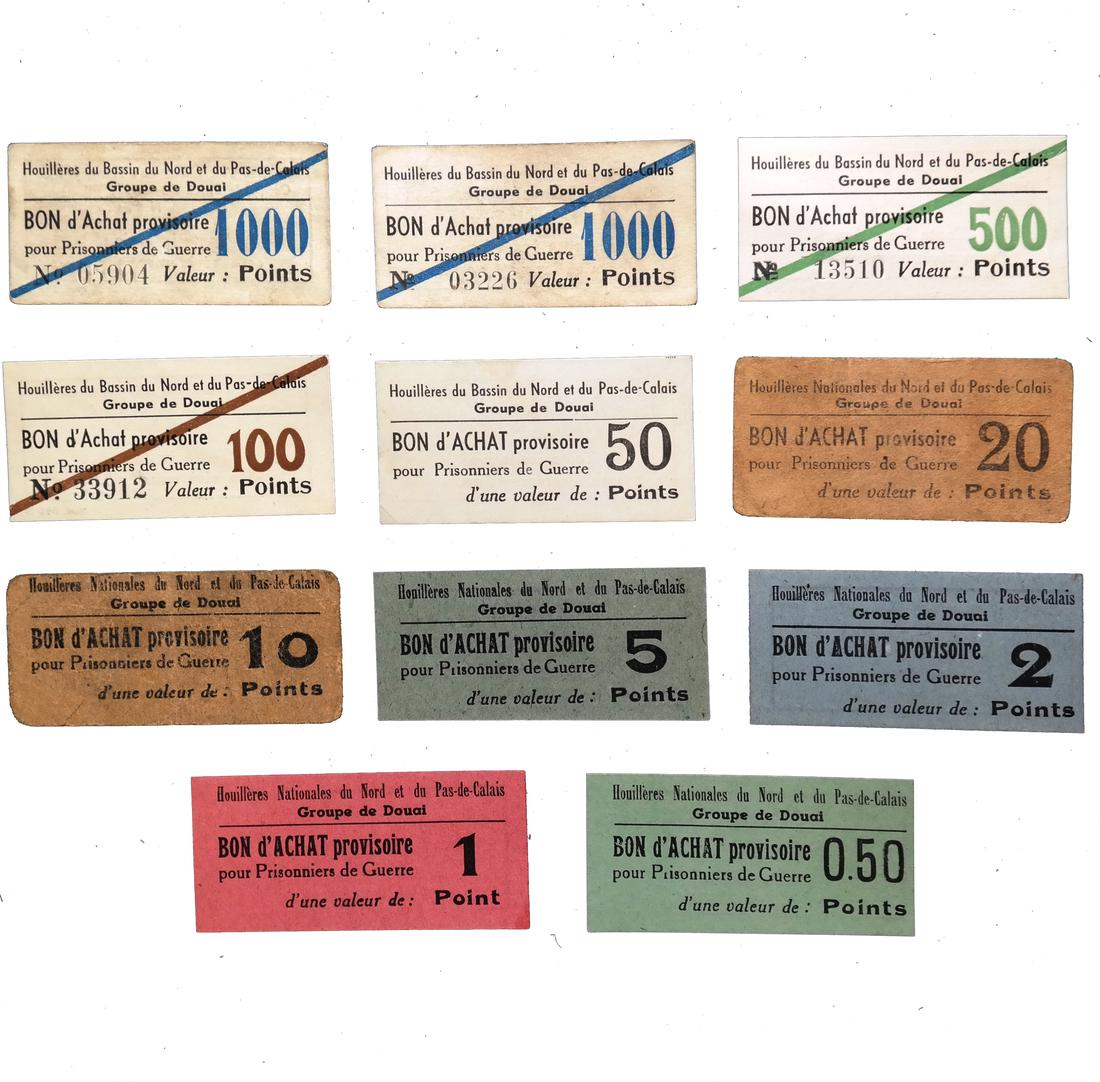 Houillères du Bassin du Nord et du Pas-de-Calais
Groupe de Douai
BON d'Achat provisoire 1000
pour Prisonniers de Guerre
Nº 05904 Valeur : Points
Houillères du Bassin du Nord et du Pas-de-Calais
Groupe de Douai
BON d'Achat provisoire 1000
pour Prisonniers de Guerre
Nº 03226 Valeur : Points
Houillères du Bassin du Nord et du Pas-de-Calais
Groupe de Douai
BON d'Achat provisoire 500
pour Prisonniers de Guerre
Nº 13510 Valeur : Points
Houillères du Bassin du Nord et du Pas-de-Calais
Groupe de Douai
BON d'Achat provisoire 100
pour Prisonniers de Guerre
Nº 33912 Valeur : Points
Houillères du Bassin du Nord et du Pas-de-Calais
Groupe de Douai
BON d'ACHAT provisoire 50
pour Prisonniers de Guerre
d'une valeur de : Points
Houillères Nationales du Nord et du Pas-de-Calais
Groupe de Douai
BON d'ACHAT provisoire 20
pour Prisonniers de Guerre
d'une valeur de : Points
Houillères Nationales du Nord et du Pas-de-Calais
Groupe de Douai
BON d'ACHAT provisoire 10
pour Prisonniers de Guerre
d'une valeur de : Points
Houillères Nationales du Nord et du Pas-de-Calais
Groupe de Douai
BON d'ACHAT provisoire 5
pour Prisonniers de Guerre
d'une valeur de : Points
Houillères Nationales du Nord et du Pas-de-Calais
Groupe de Douai
BON d'ACHAT provisoire 2
pour Prisonniers de Guerre
d'une valeur de : Points
Houillères Nationales du Nord et du Pas-de-Calais
Groupe de Douai
BON d'ACHAT provisoire 1
pour Prisonniers de Guerre
d'une valeur de : Point
Houillères Nationales du Nord et du Pas-de-Calais
Groupe de Douai
BON d'ACHAT provisoire 0.50
pour Prisonniers de Guerre
d'une valeur de : Points